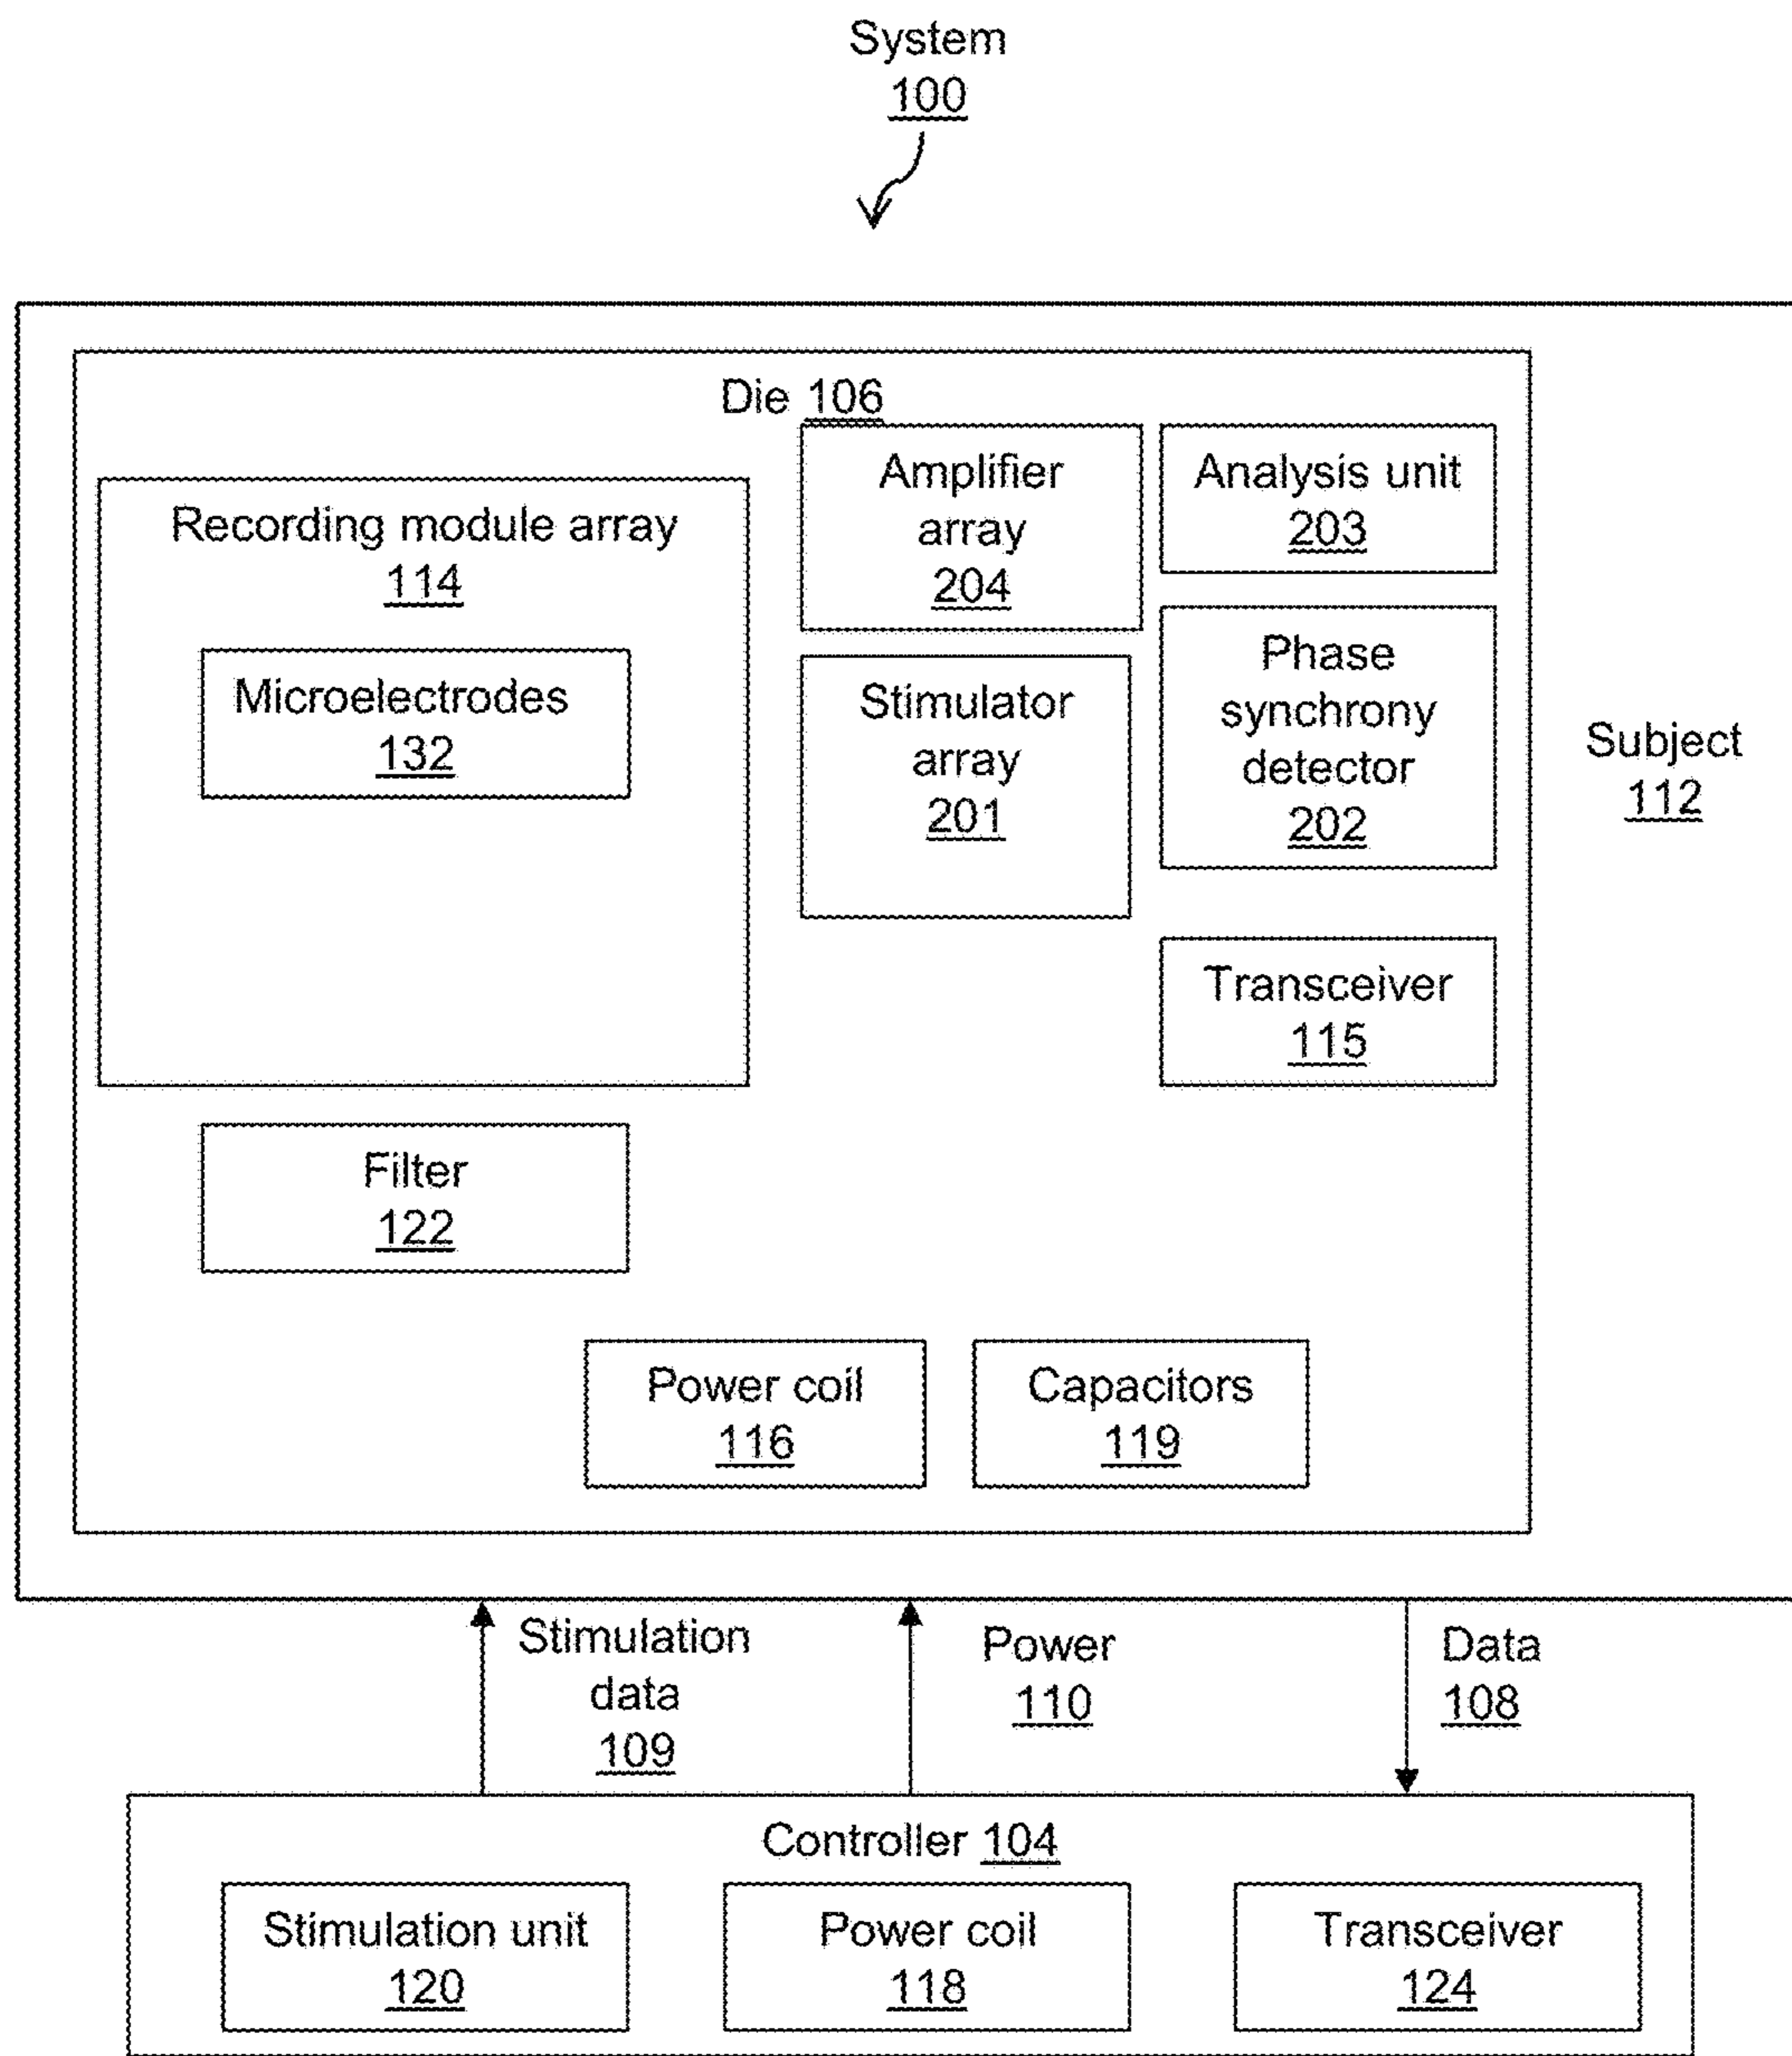 System
100
Die 106
Recording module array
114
Microelectrodes
132
Amplifier
array
204
Analysis unit
203
Stimulator
array
201
Phase
synchrony
detector
202
Subject
112
Transceiver
115
Filter
122
Power coil
116
Capacitors
119
Stimulation
data
109
Power
110
Data
108
Controller 104
Stimulation unit
120
Power coil
118
Transceiver
124